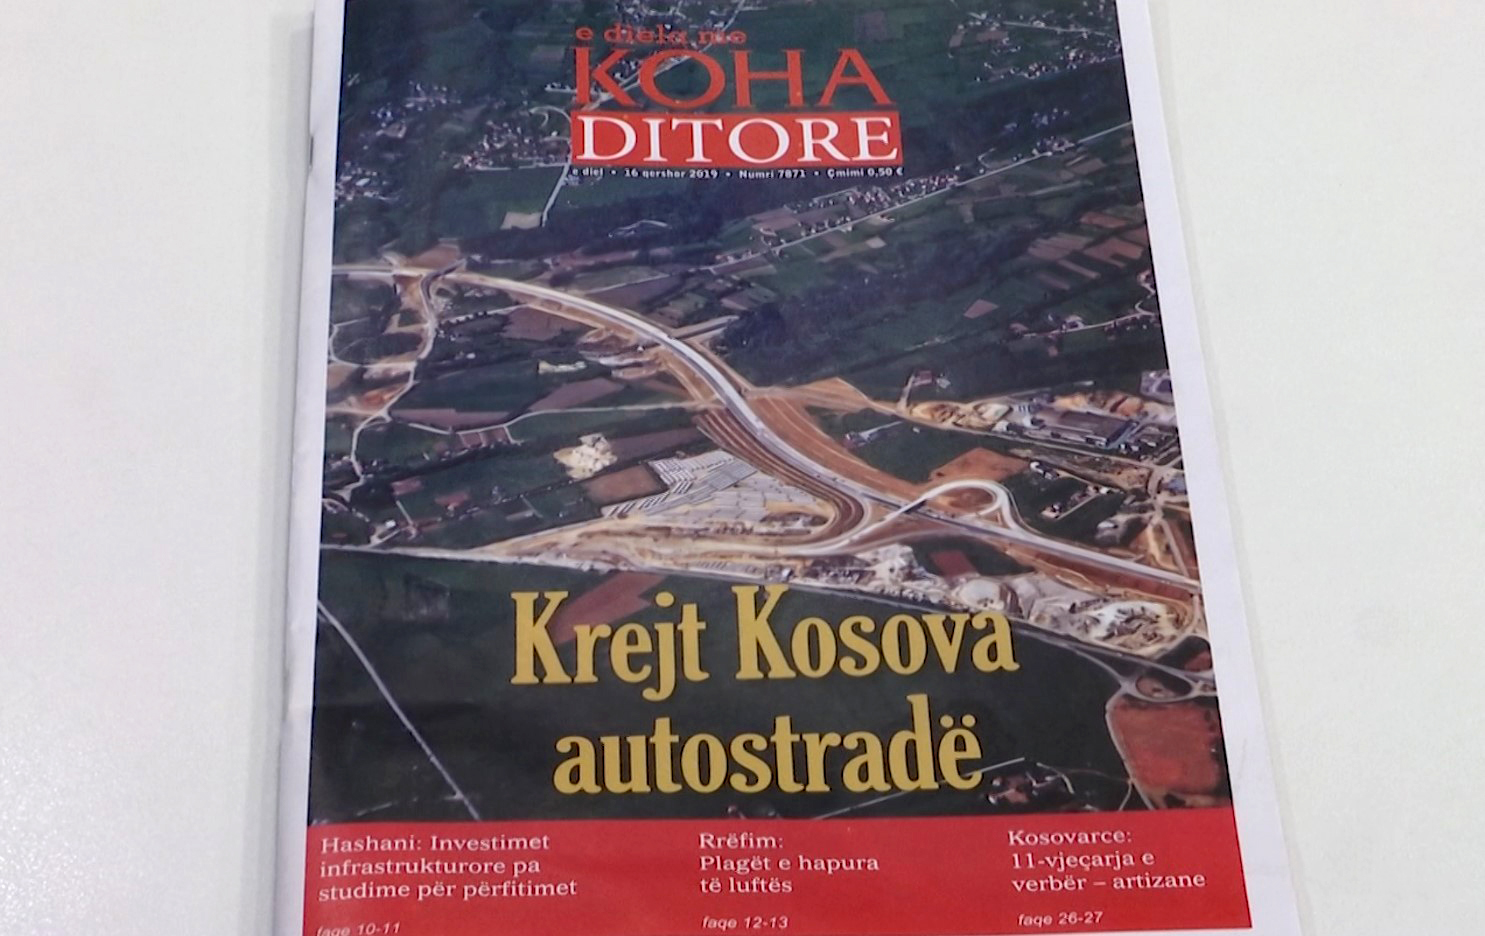 e diela me
KOHA
DITORE
e diel • 16 qershor 2019 • Numri 7871 • Çmimi 0,50 €
Krejt Kosova
autostradë
Hashani: Investimet
infrastrukturore pa
studime për përfitimet
faqe 10-11
Rrëfim:
Plagët e hapura
të luftës
faqe 12-13
Kosovarce:
11-vjeçarja e
verbër – artizane
faqe 26-27